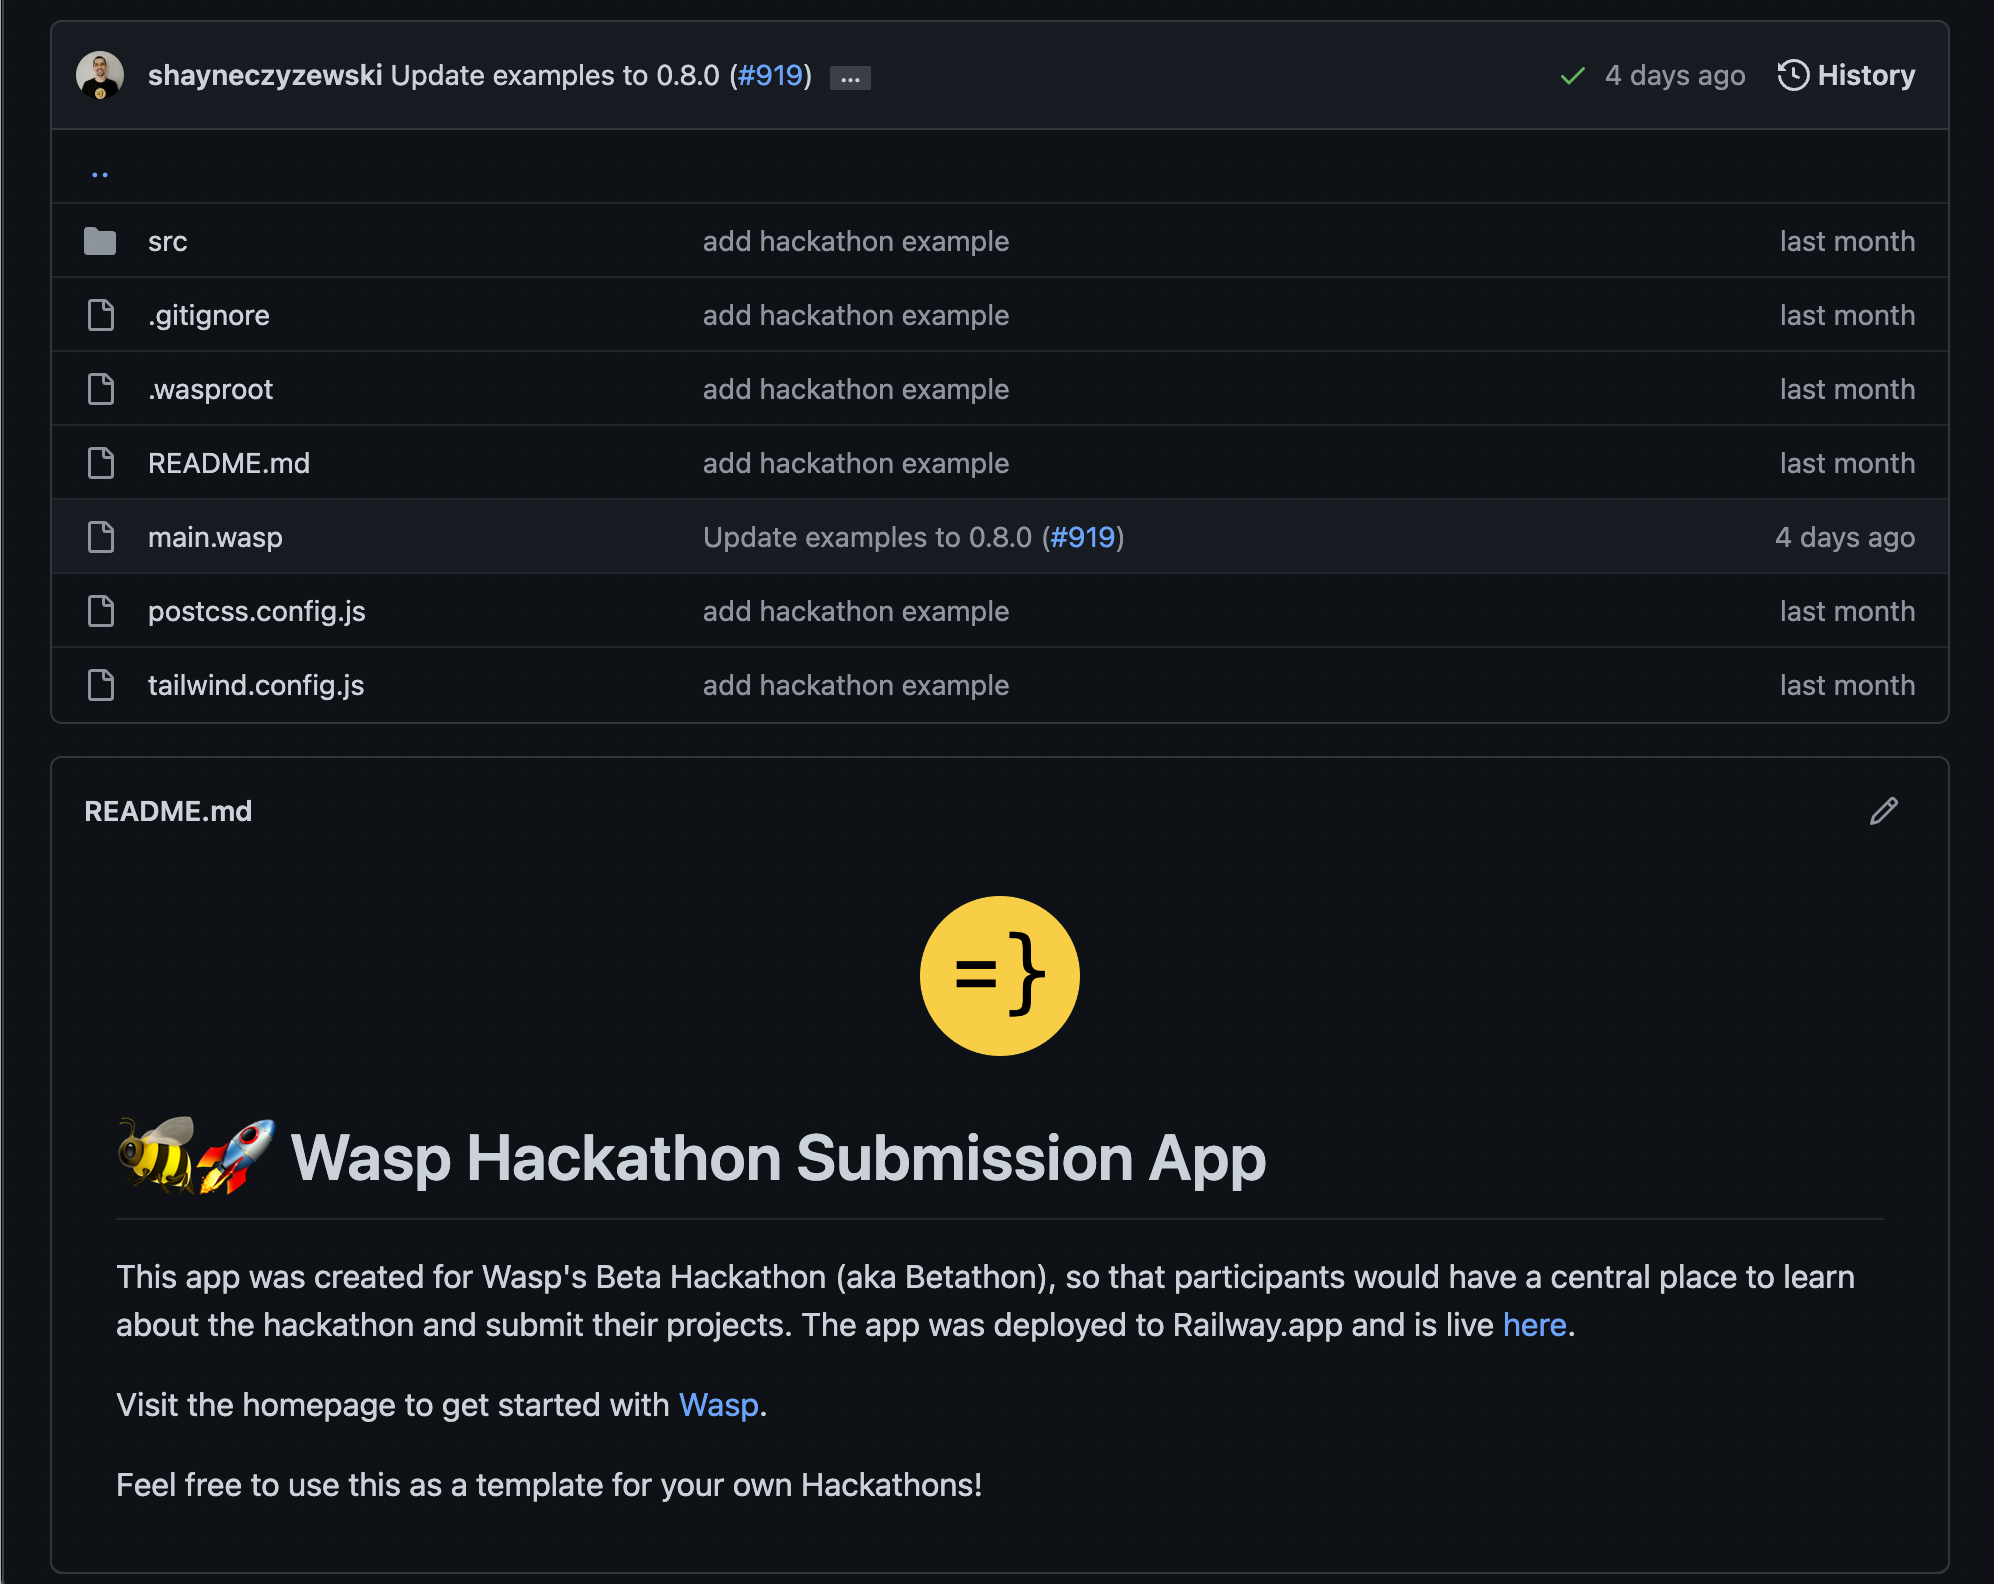 shayneczyzewski Update examples to 0.8.0 (#919) ... 4 days ago History
..
src add hackathon example last month
.gitignore add hackathon example last month
.wasproot add hackathon example last month
README.md add hackathon example last month
main.wasp Update examples to 0.8.0 (#919) 4 days ago
postcss.config.js add hackathon example last month
tailwind.config.js add hackathon example last month
README.md
=}
🐝🚀 Wasp Hackathon Submission App
This app was created for Wasp's Beta Hackathon (aka Betathon), so that participants would have a central place to learn
about the hackathon and submit their projects. The app was deployed to Railway.app and is live here.
Visit the homepage to get started with Wasp.
Feel free to use this as a template for your own Hackathons!